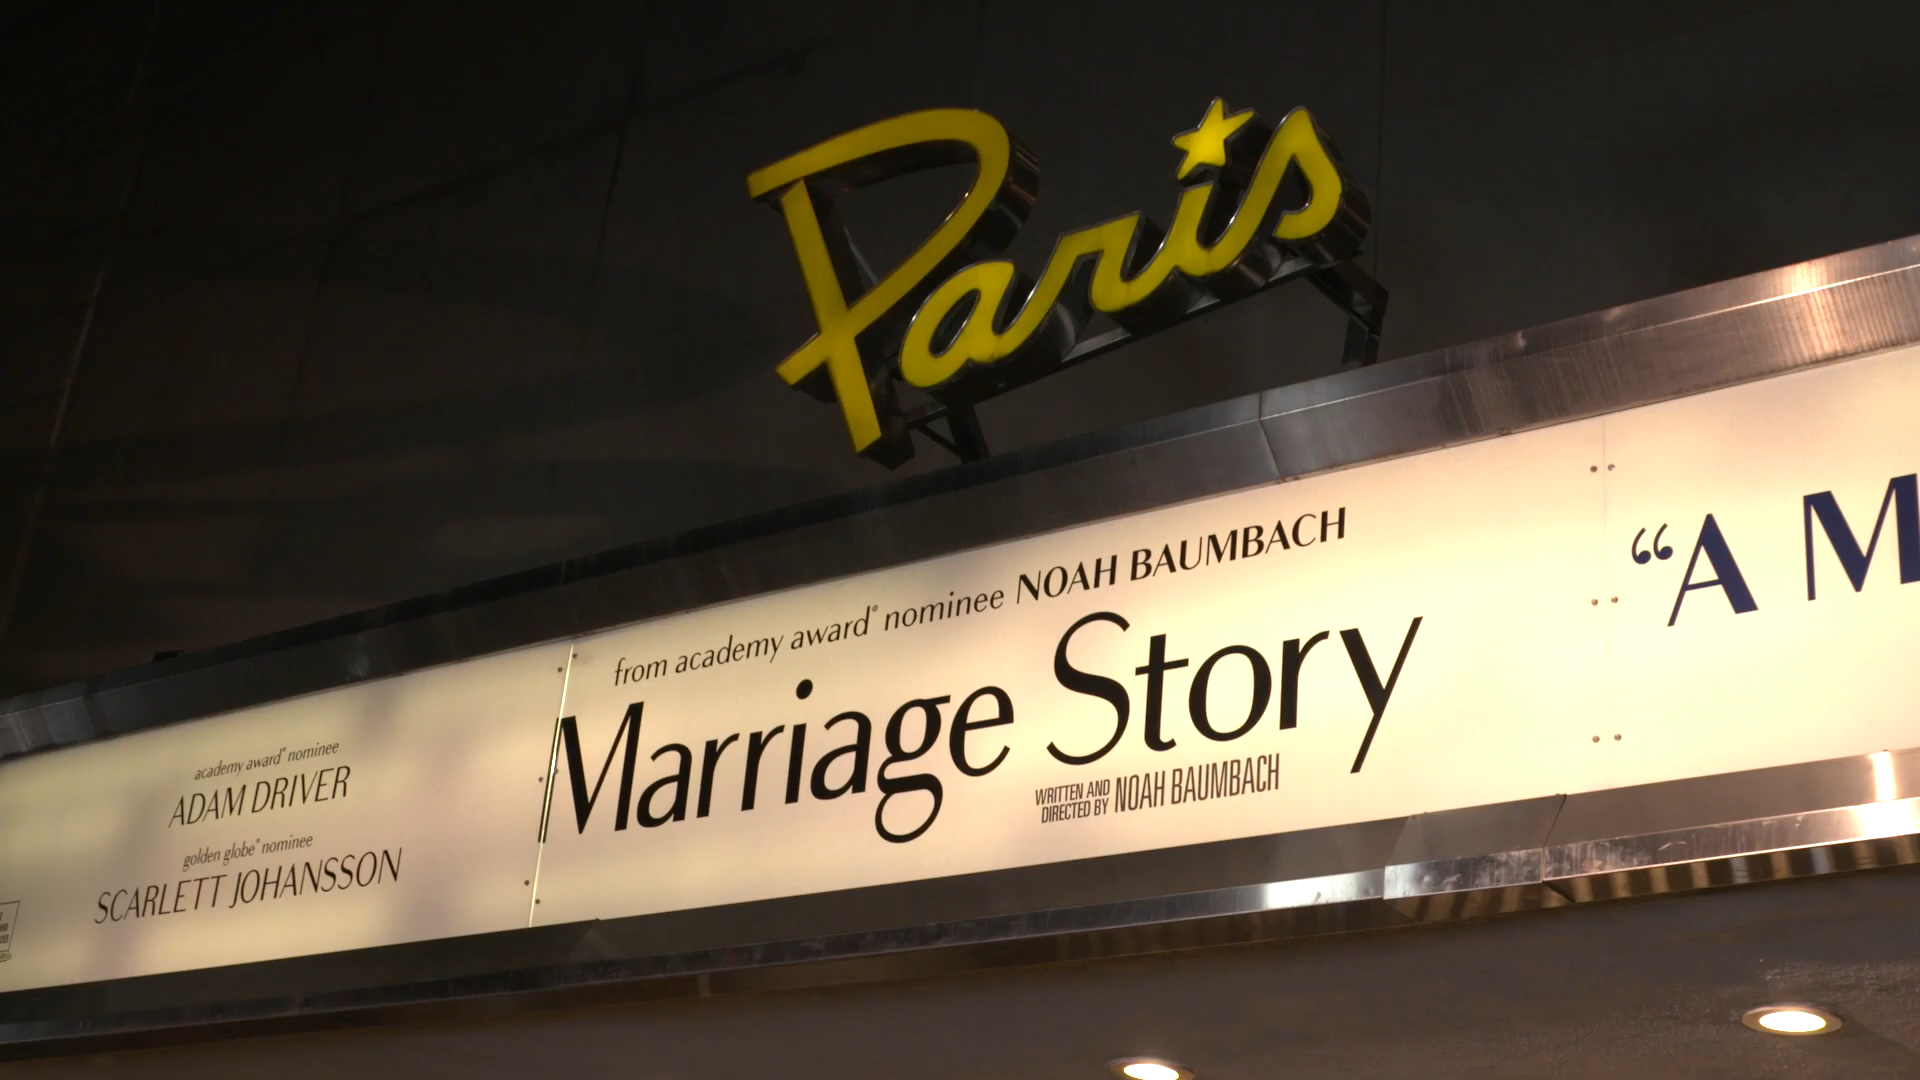 Paris
academy award® nominee
ADAM DRIVER
golden globe® nominee
SCARLETT JOHANSSON
from academy award® nominee NOAH BAUMBACH
Marriage Story
WRITTEN AND
DIRECTED BY NOAH BAUMBACH
“A M